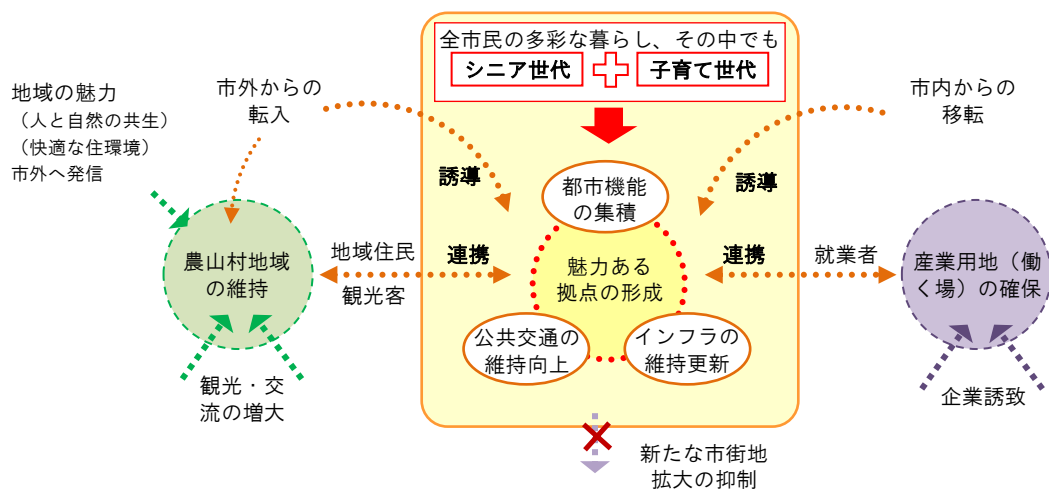 全市民の多彩な暮らし、その中でも
シニア世代
子育て世代
地域の魅力
（人と自然の共生）
（快適な住環境）
市外へ発信
市外からの
転入
市内からの
移転
誘導
誘導
都市機能
の集積
農山村地域
の維持
地域住民
観光客
連携
魅力ある
拠点の形成
連携
就業者
産業用地（働
く場）の確保
公共交通の
維持向上
インフラの
維持更新
観光・交
流の増大
企業誘致
新たな市街地
拡大の抑制